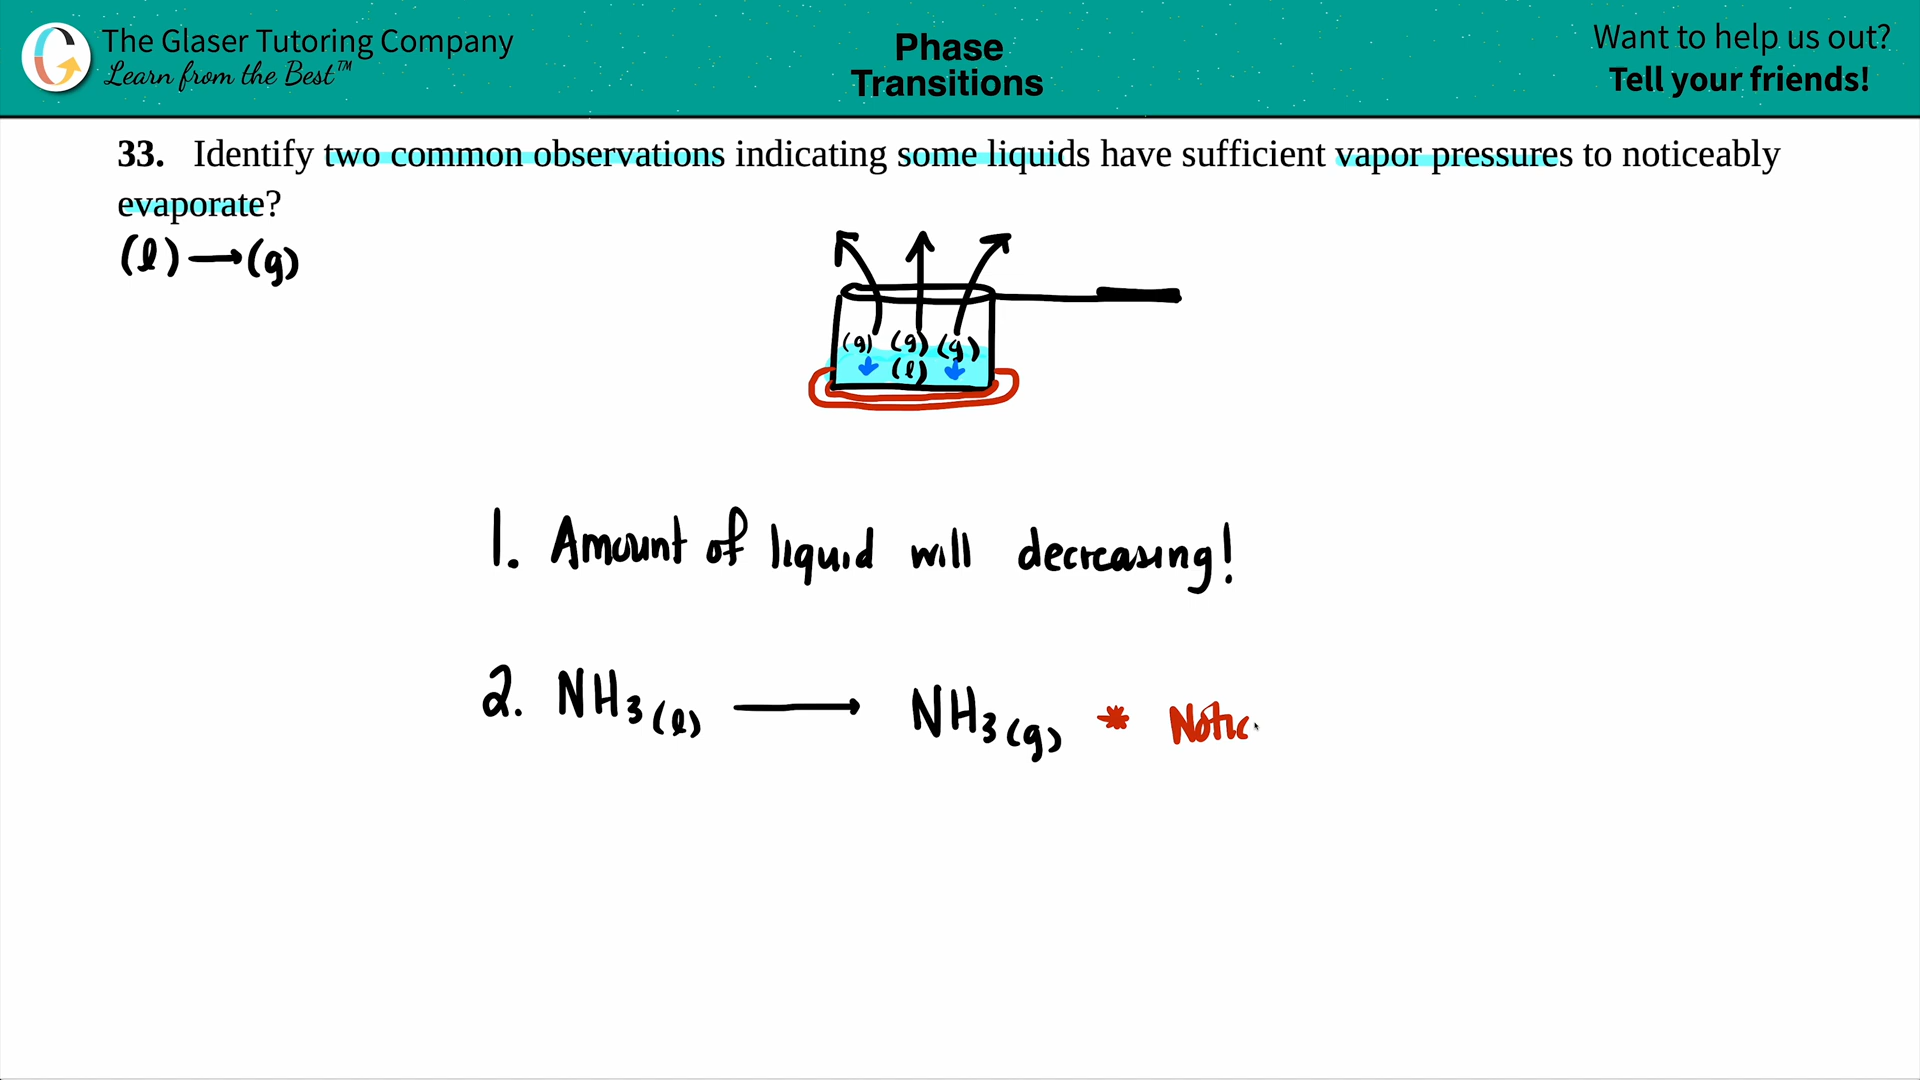 The Glaser Tutoring Company
Learn from the Best™
Phase
Transitions
Want to help us out?
Tell your friends!
33. Identify two common observations indicating some liquids have sufficient vapor pressures to noticeably
evaporate?
(l) → (g)
(g) (g) (g)
(l)
1. Amount of liquid will decreasing!
2. NH3(l) → NH3(g) * Notic